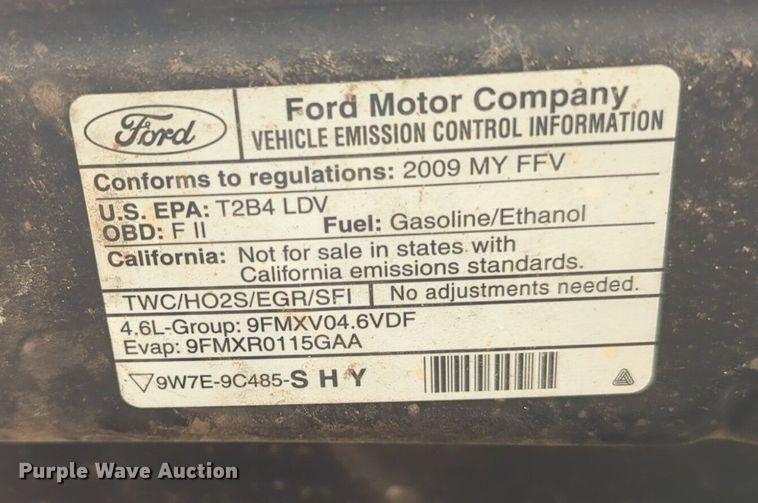 Ford
Ford Motor Company
VEHICLE EMISSION CONTROL INFORMATION
Conforms to regulations: 2009 MY FFV
U.S. EPA: T2B4 LDV
OBD: F II
Fuel: Gasoline/Ethanol
California: Not for sale in states with
California emissions standards.
TWC/HO2S/EGR/SFI
No adjustments needed.
4.6L-Group: 9FMXV04.6VDF
Evap: 9FMXR0115GAA
▽9W7E-9C485-S H Y
Purple Wave Auction